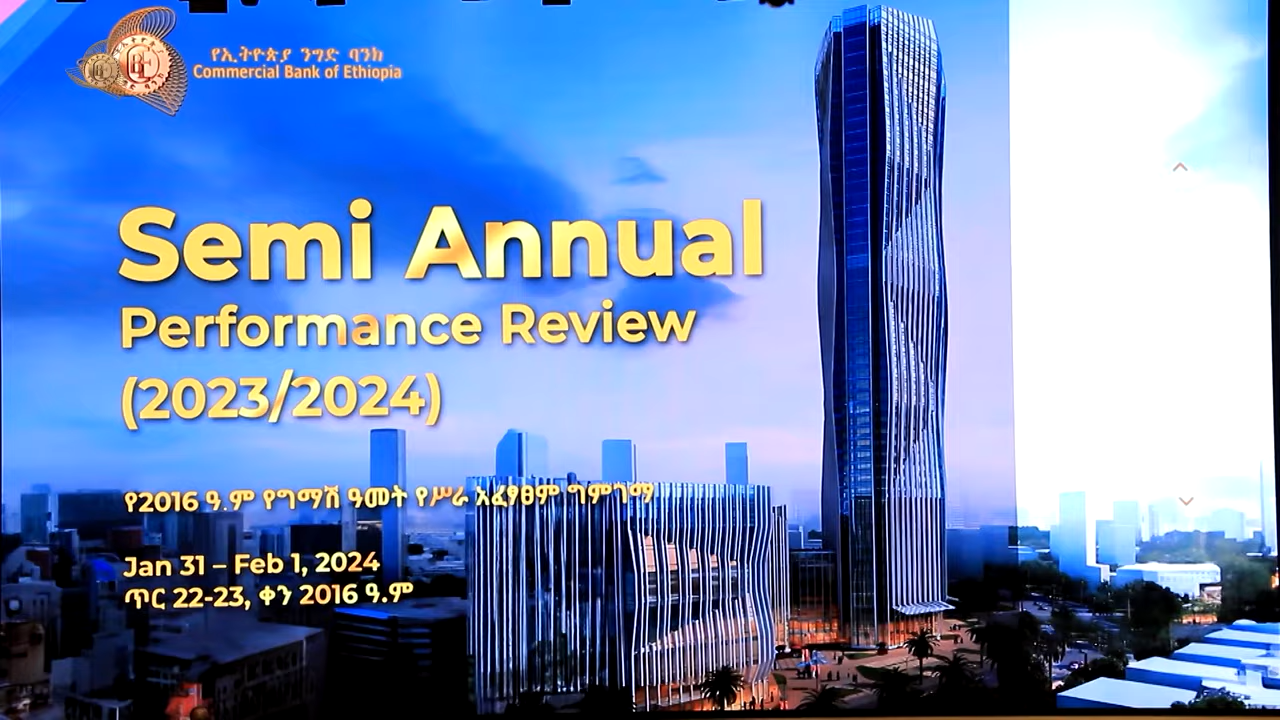 የኢትዮጵያ ንግድ ባንክ
Commercial Bank of Ethiopia
Semi Annual
Performance Review
(2023/2024)
የ2016 ዓ.ም የግማሽ ዓመት የሥራ አፈፃፀም ግምገማ
Jan 31 – Feb 1, 2024
ጥር 22-23, ቀን 2016 ዓ.ም